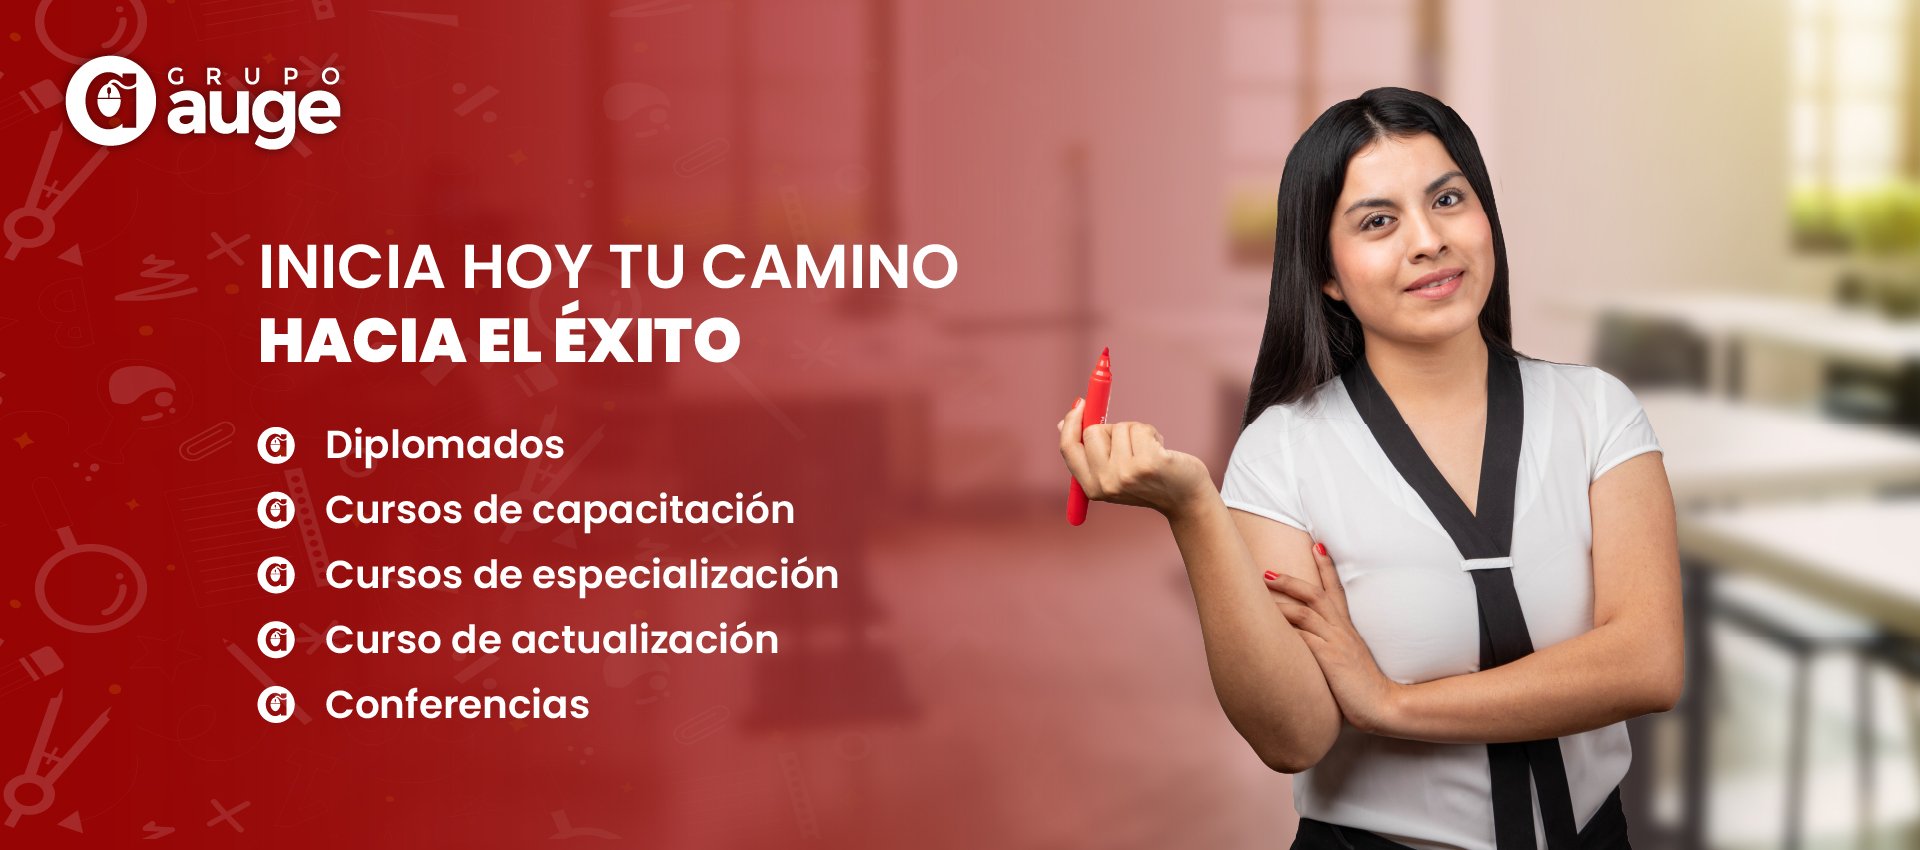 GRUPO
auge
INICIA HOY TU CAMINO
HACIA EL ÉXITO
Diplomados
Cursos de capacitación
Cursos de especialización
Curso de actualización
Conferencias